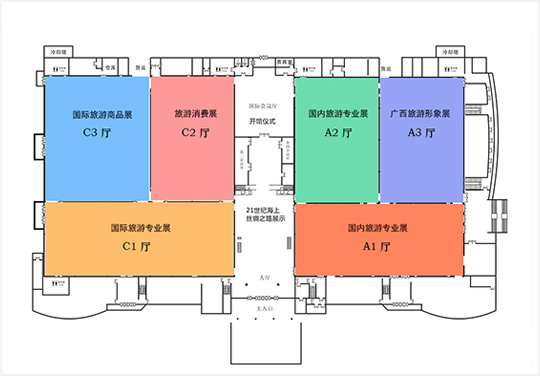 冷却塔
仓库
货运
贵宾室
货运
冷却塔
国际旅游商品展
C3 厅
旅游消费展
C2 厅
国际会议厅
开馆仪式
国内旅游专业展
A2 厅
广西旅游形象展
A3 厅
国际旅游专业展
C1 厅
21世纪海上
丝绸之路展示
国内旅游专业展
A1 厅
大厅
主入口